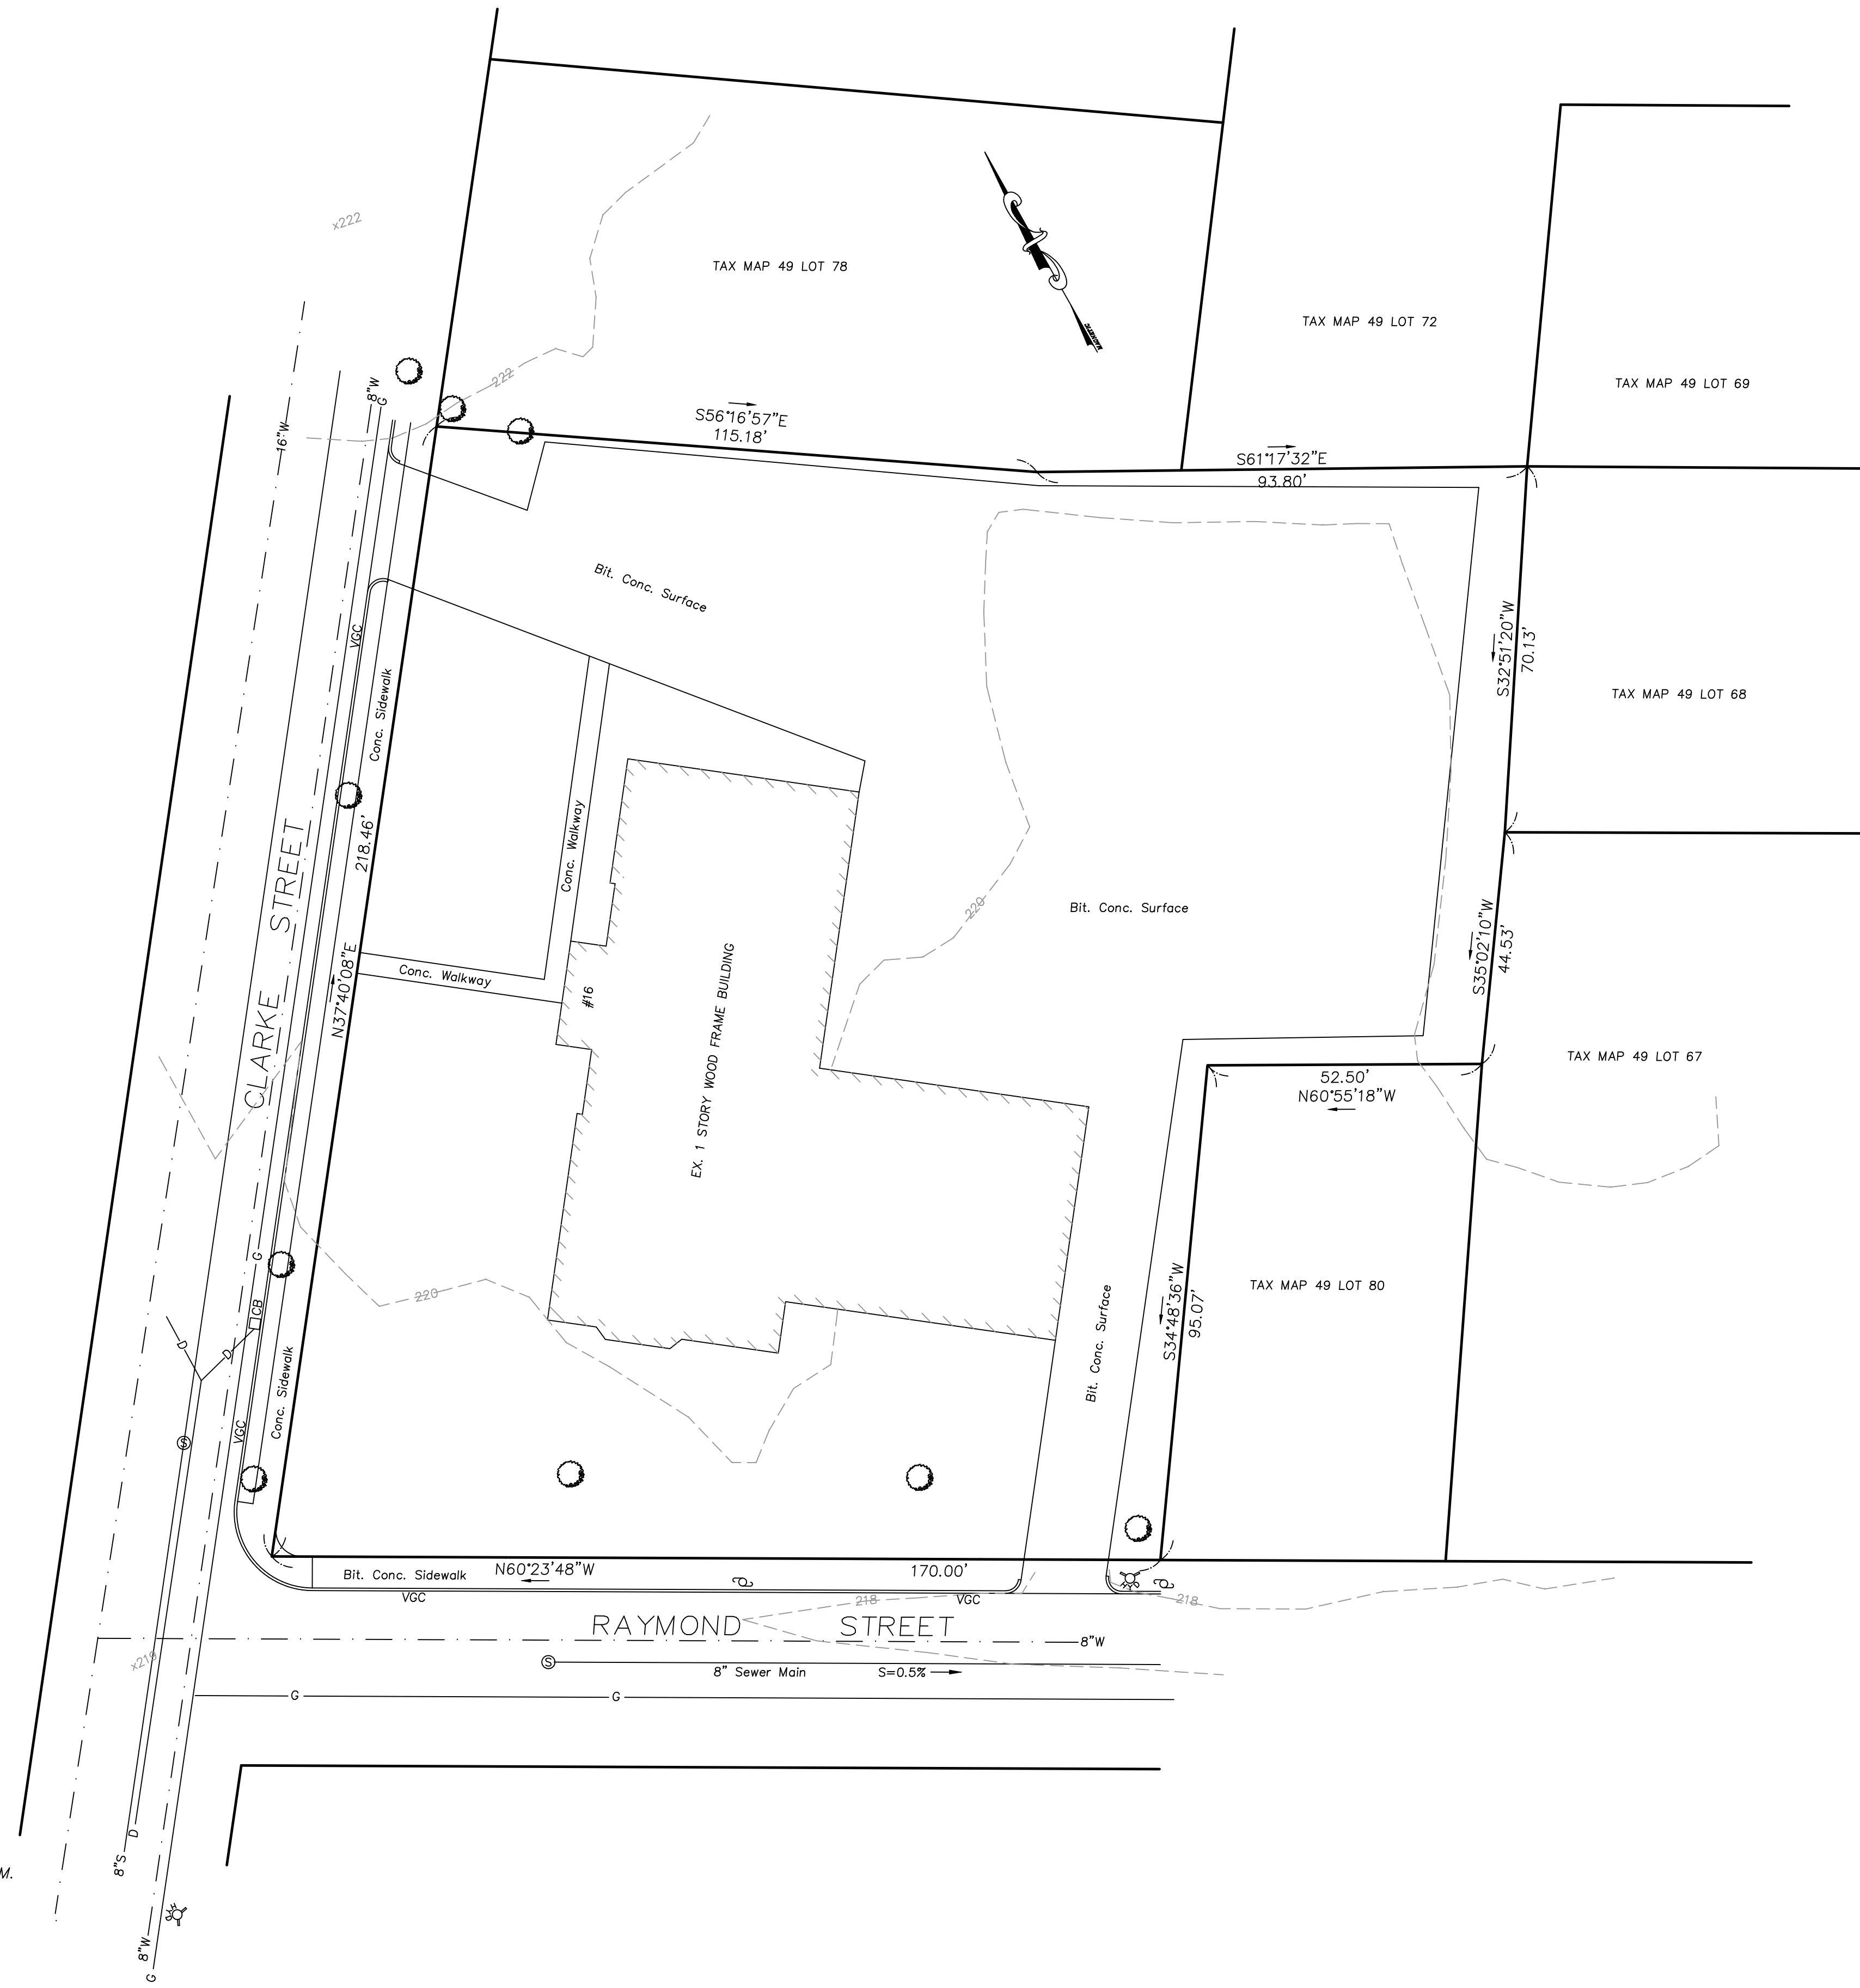 x222
TAX MAP 49 LOT 78
MAGNETIC
TAX MAP 49 LOT 72
TAX MAP 49 LOT 69
222
8"W
G
16"W
S56°16'57"E
115.18'
S61°17'32"E
93.80'
Bit. Conc. Surface
VGC
Conc. Sidewalk
S32°51'20"W
70.13'
TAX MAP 49 LOT 68
218.46'
N37°40'08"E
CLARKE STREET
Conc. Walkway
Conc. Walkway
#16
EX. 1 STORY WOOD FRAME BUILDING
220
Bit. Conc. Surface
S35°02'10"W
44.53'
TAX MAP 49 LOT 67
52.50'
N60°55'18"W
G
CB
D
D
220
Bit. Conc. Surface
S34°48'36"W
95.07'
TAX MAP 49 LOT 80
Conc. Sidewalk
VGC
S
N60°23'48"W
170.00'
Bit. Conc. Sidewalk
VGC
218
VGC
HYD
218
RAYMOND STREET
8"W
x219
S
8" Sewer Main
S=0.5%
G
G
D
8"S
M.
HYD
8"W
G